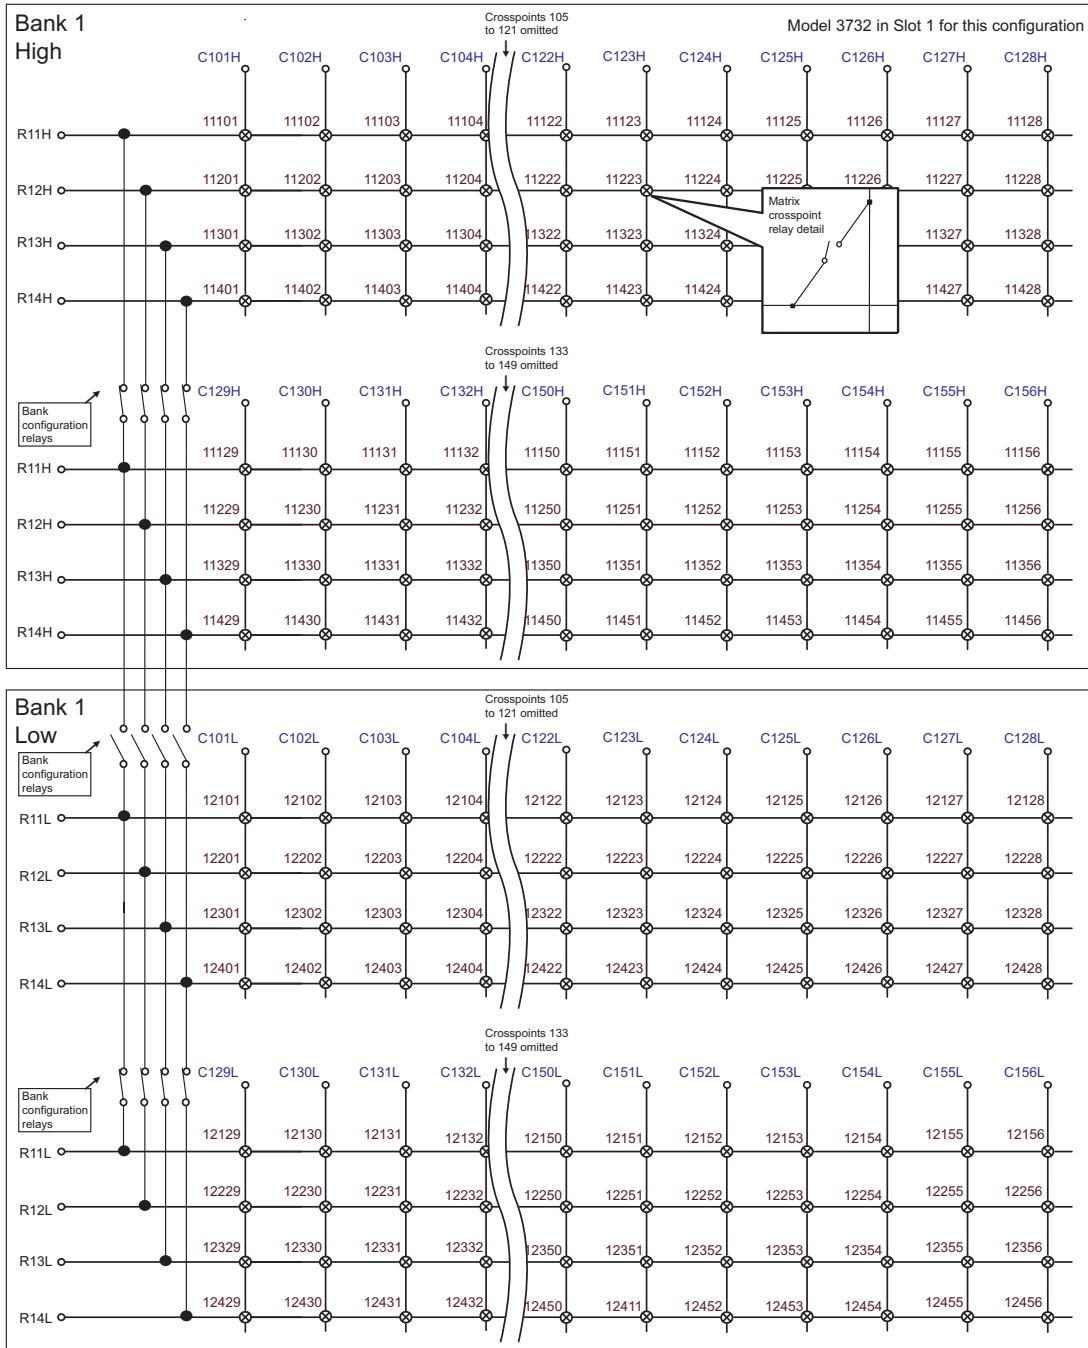 Bank 1
High
Crosspoints 105
to 121 omitted
Model 3732 in Slot 1 for this configuration
C101H C102H C103H C104H C122H C123H C124H C125H C126H C127H C128H
R11H 11101 11102 11103 11104 11122 11123 11124 11125 11126 11127 11128
R12H 11201 11202 11203 11204 11222 11223 11224 11225 11226 11227 11228
Matrix
crosspoint
relay detail
R13H 11301 11302 11303 11304 11322 11323 11324 11327 11328
R14H 11401 11402 11403 11404 11422 11423 11424 11427 11428
Crosspoints 133
to 149 omitted
C129H C130H C131H C132H C150H C151H C152H C153H C154H C155H C156H
Bank
configuration
relays
R11H 11129 11130 11131 11132 11150 11151 11152 11153 11154 11155 11156
R12H 11229 11230 11231 11232 11250 11251 11252 11253 11254 11255 11256
R13H 11329 11330 11331 11332 11350 11351 11352 11353 11354 11355 11356
R14H 11429 11430 11431 11432 11450 11451 11452 11453 11454 11455 11456
Bank 1
Low
Crosspoints 105
to 121 omitted
C101L C102L C103L C104L C122L C123L C124L C125L C126L C127L C128L
Bank
configuration
relays
R11L 12101 12102 12103 12104 12122 12123 12124 12125 12126 12127 12128
R12L 12201 12202 12203 12204 12222 12223 12224 12225 12226 12227 12228
R13L 12301 12302 12303 12304 12322 12323 12324 12325 12326 12327 12328
R14L 12401 12402 12403 12404 12422 12423 12424 12425 12426 12427 12428
Crosspoints 133
to 149 omitted
C129L C130L C131L C132L C150L C151L C152L C153L C154L C155L C156L
Bank
configuration
relays
R11L 12129 12130 12131 12132 12150 12151 12152 12153 12154 12155 12156
R12L 12229 12230 12231 12232 12250 12251 12252 12253 12254 12255 12256
R13L 12329 12330 12331 12332 12350 12351 12352 12353 12354 12355 12356
R14L 12429 12430 12431 12432 12450 12411 12452 12453 12454 12455 12456